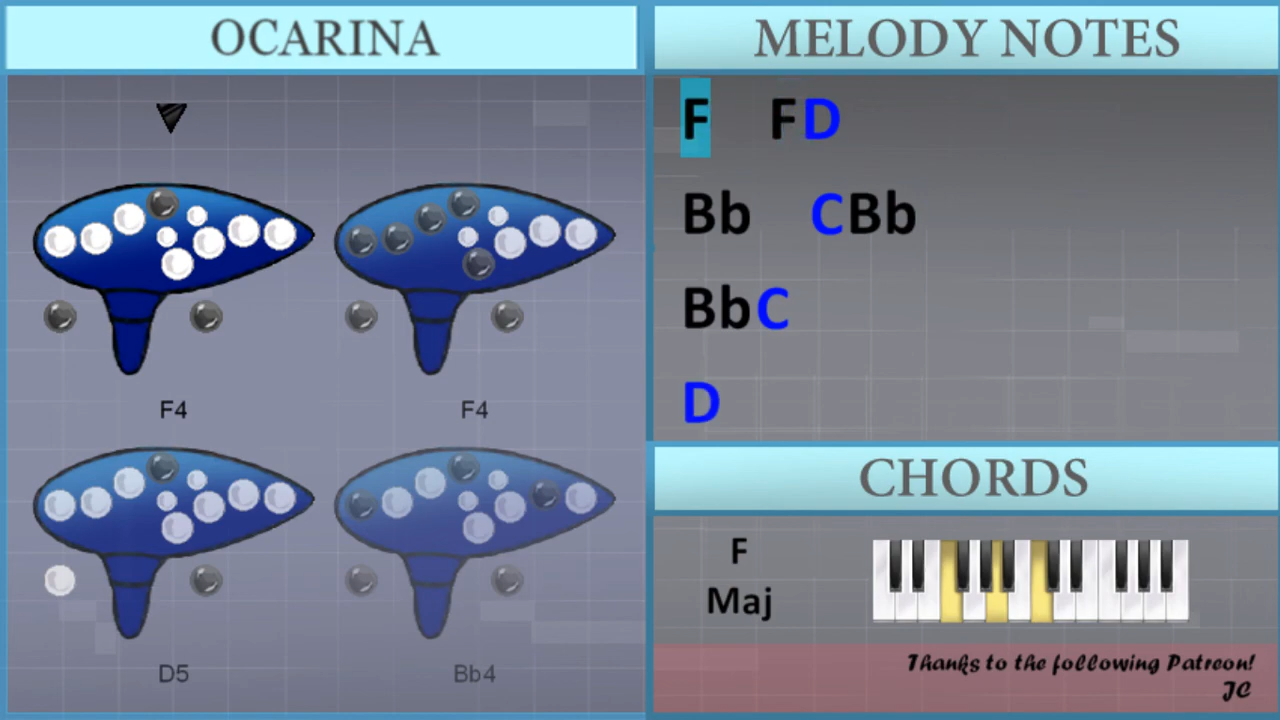 OCARINA
F4 F4
D5 Bb4
MELODY NOTES
F FD
Bb CBb
BbC
D
CHORDS
F
Maj
Thanks to the following Patreon!
JC